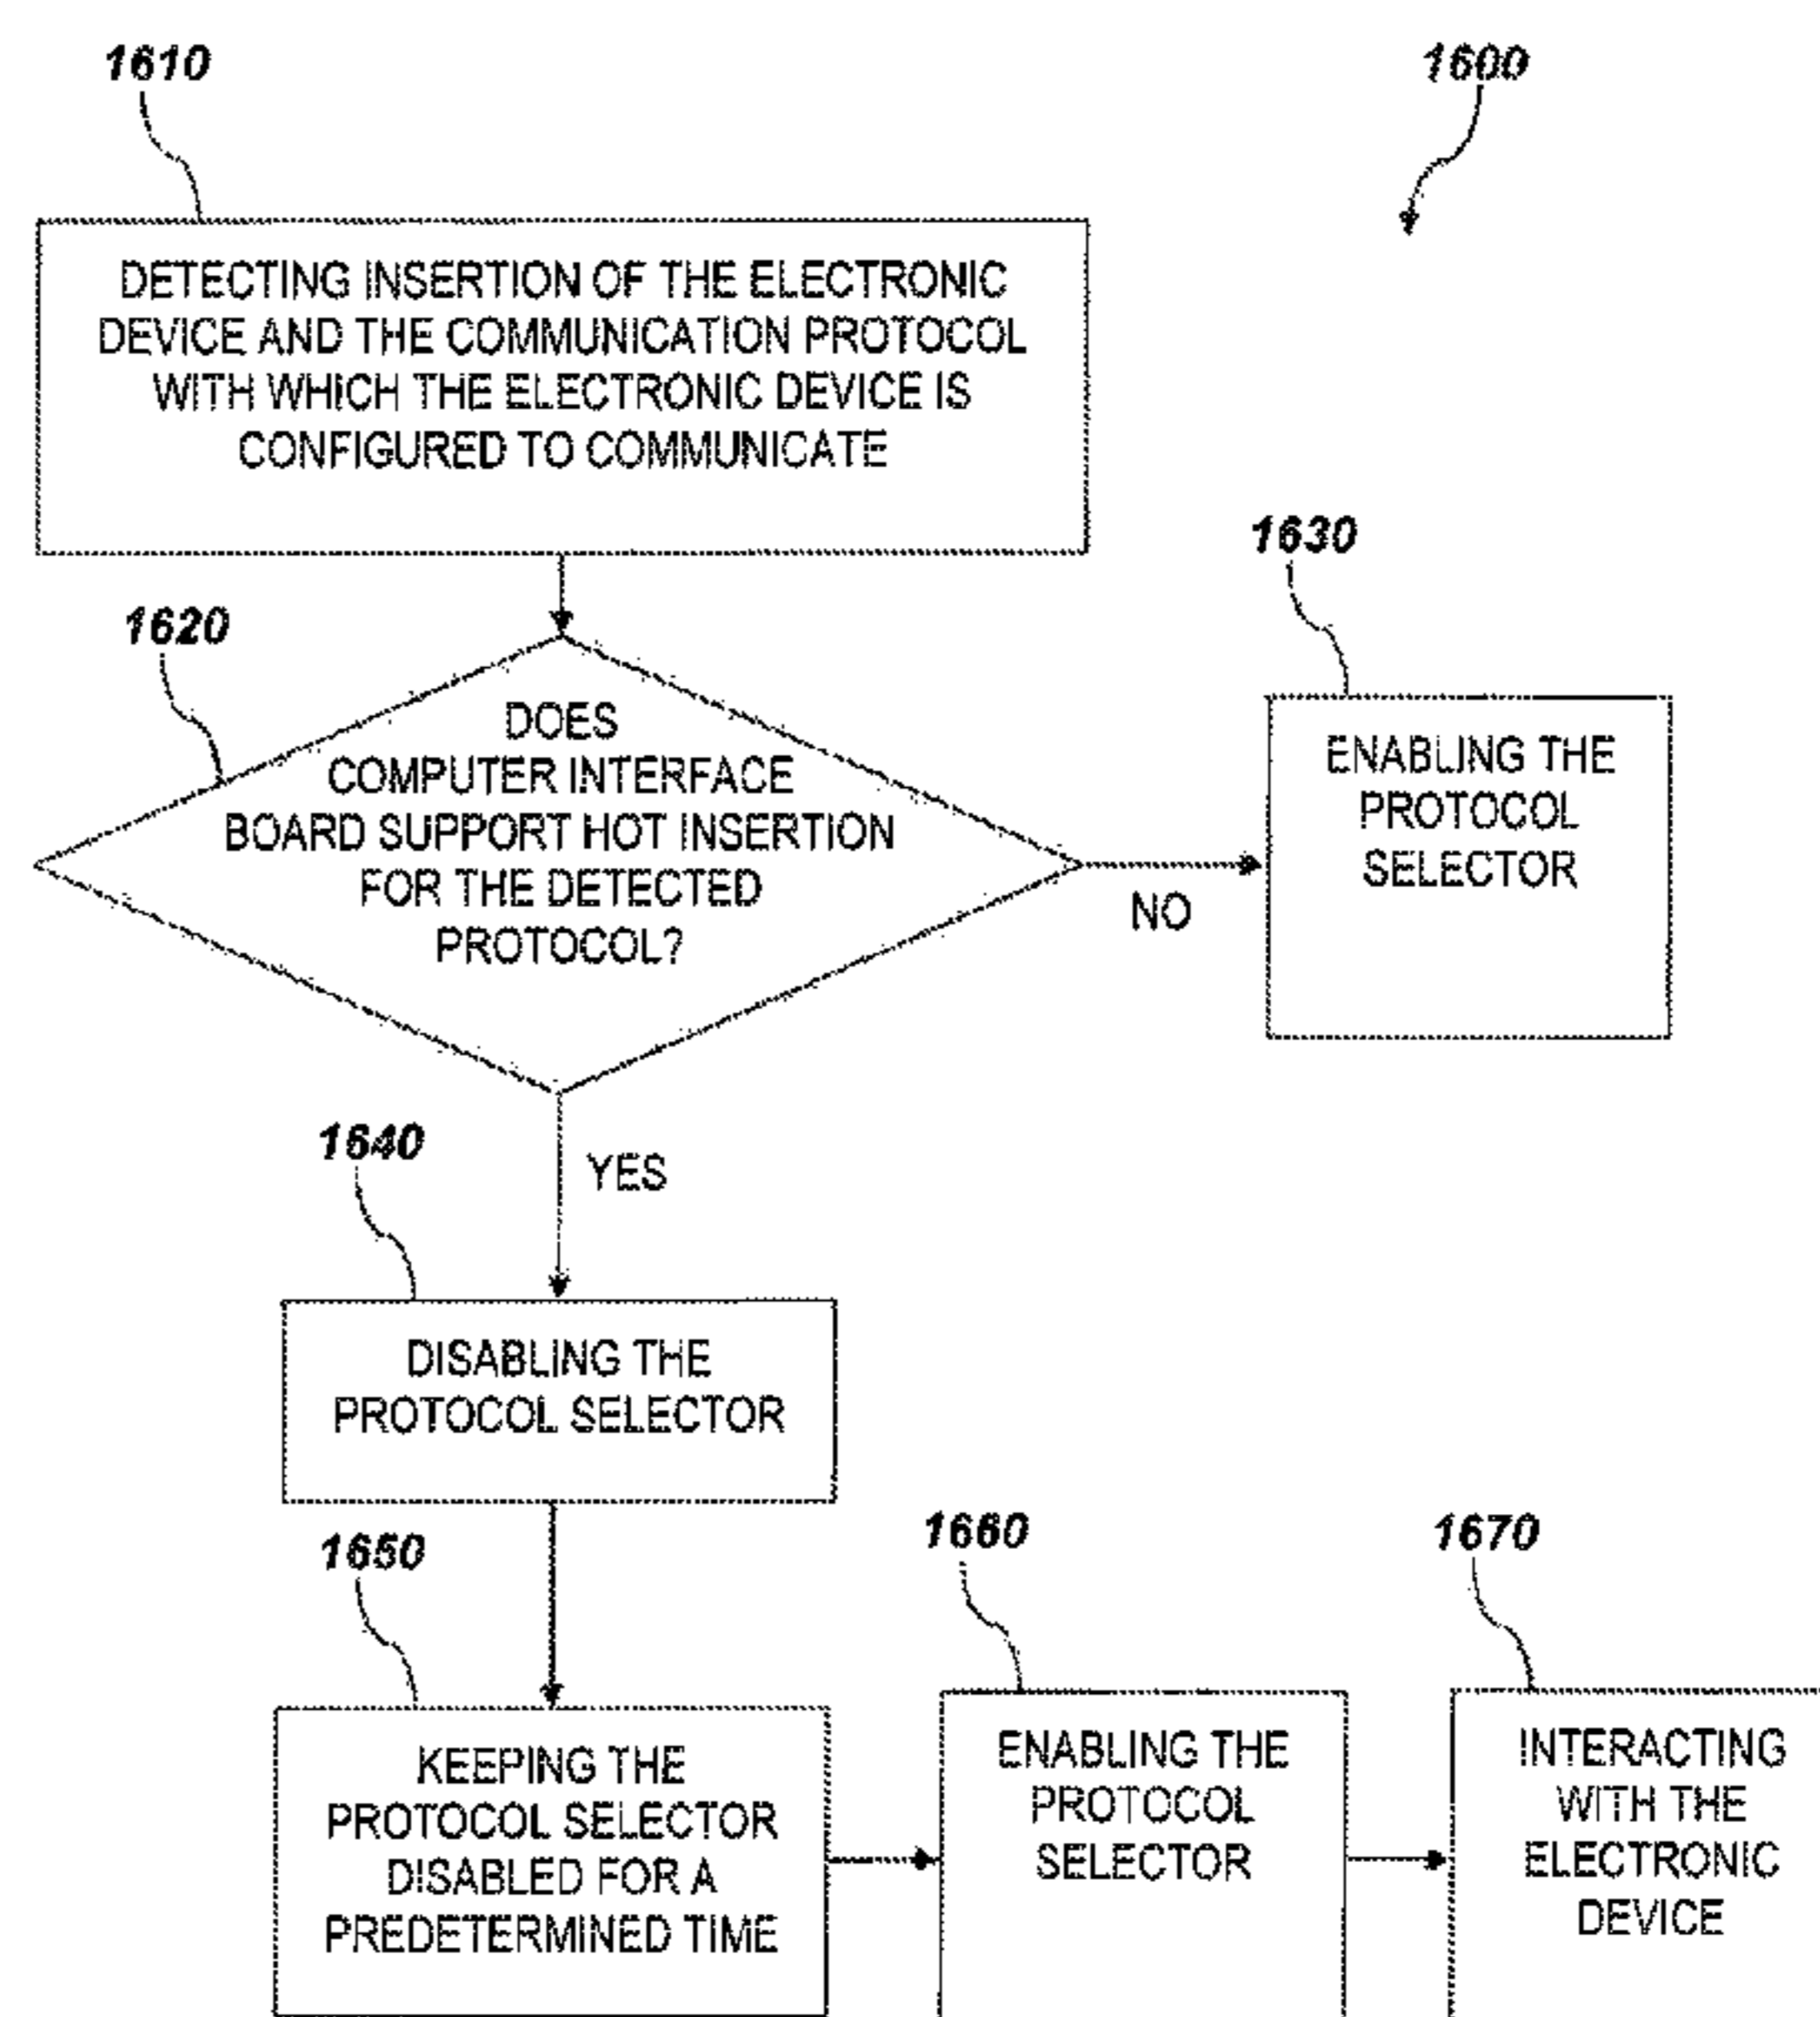 1610
1600
DETECTING INSERTION OF THE ELECTRONIC
DEVICE AND THE COMMUNICATION PROTOCOL
WITH WHICH THE ELECTRONIC DEVICE IS
CONFIGURED TO COMMUNICATE
1620
1630
DOES
COMPUTER INTERFACE
BOARD SUPPORT HOT INSERTION
FOR THE DETECTED
PROTOCOL?
NO
ENABLING THE
PROTOCOL
SELECTOR
1640
YES
DISABLING THE
PROTOCOL SELECTOR
1650
1660
1670
KEEPING THE
PROTOCOL SELECTOR
DISABLED FOR A
PREDETERMINED TIME
ENABLING THE
PROTOCOL
SELECTOR
INTERACTING
WITH THE
ELECTRONIC
DEVICE